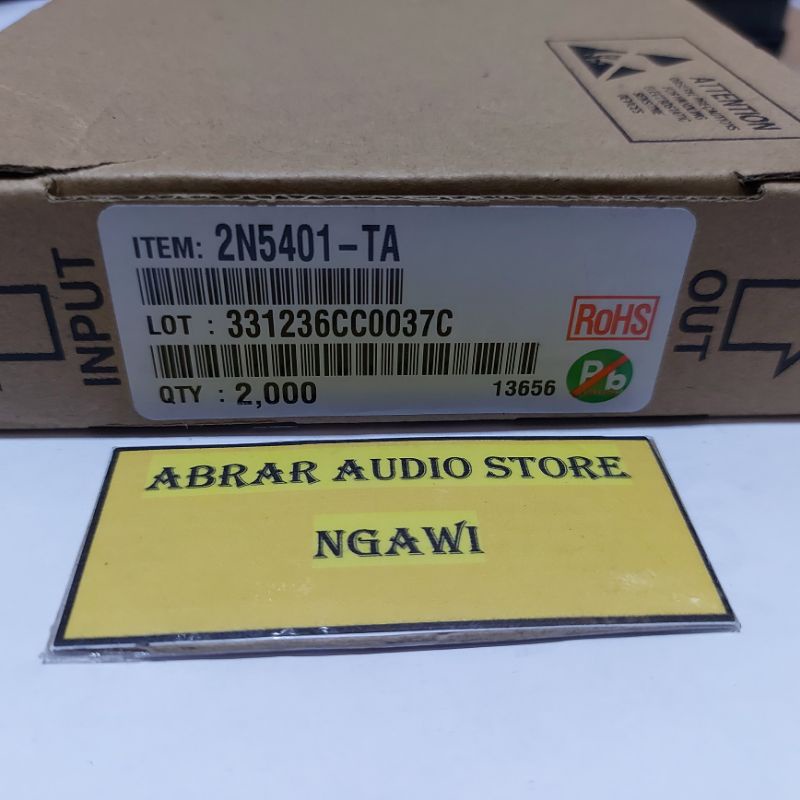 ATTENTION
ITEM: 2N5401-TA
INPUT
LOT : 331236CC0037C
RoHS
OUT
Pb
QTY : 2,000
13656
ABRAR AUDIO STORE
NGAWI